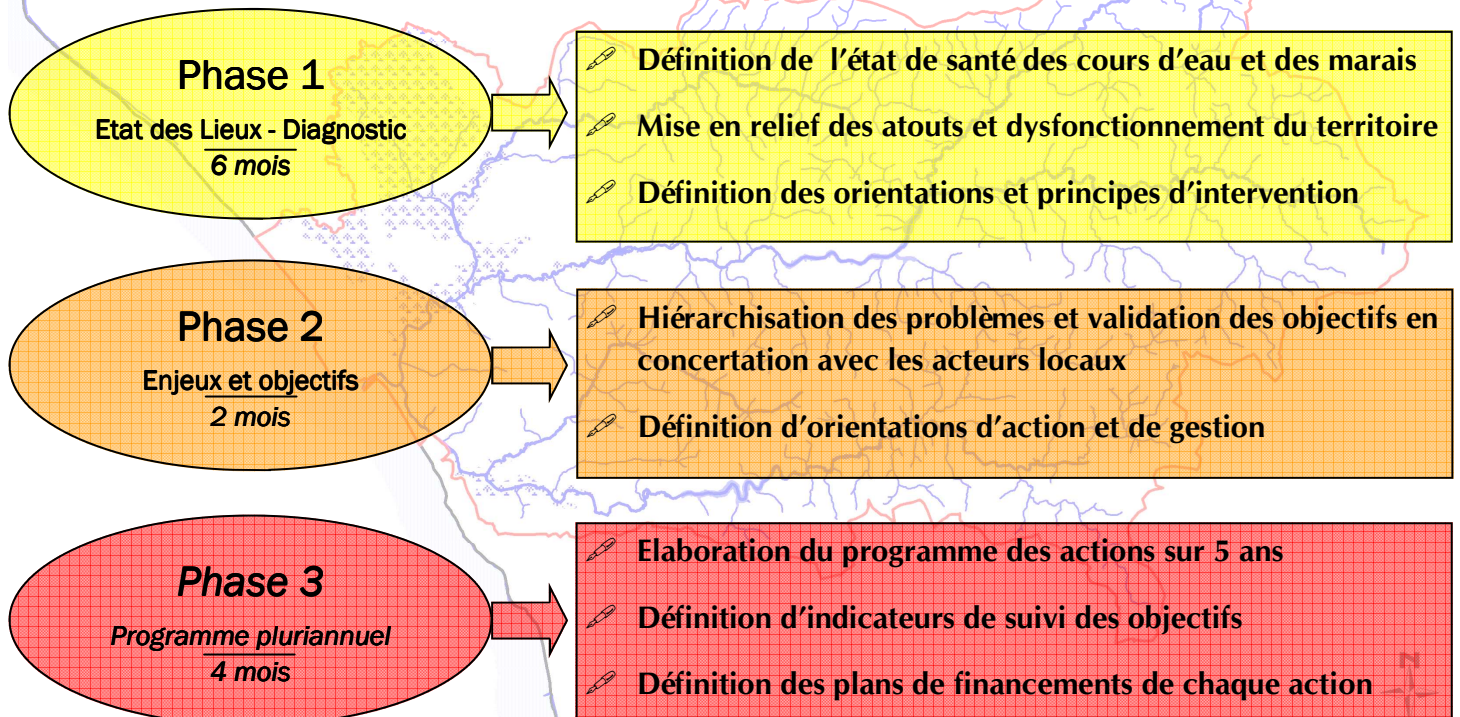 Phase 1
Etat des Lieux - Diagnostic
6 mois
Définition de l'état de santé des cours d'eau et des marais
Mise en relief des atouts et dysfonctionnement du territoire
Définition des orientations et principes d'intervention
Phase 2
Enjeux et objectifs
2 mois
Hiérarchisation des problèmes et validation des objectifs en
concertation avec les acteurs locaux
Définition d'orientations d'action et de gestion
Phase 3
Programme pluriannuel
4 mois
Elaboration du programme des actions sur 5 ans
Définition d'indicateurs de suivi des objectifs
Définition des plans de financements de chaque action
N